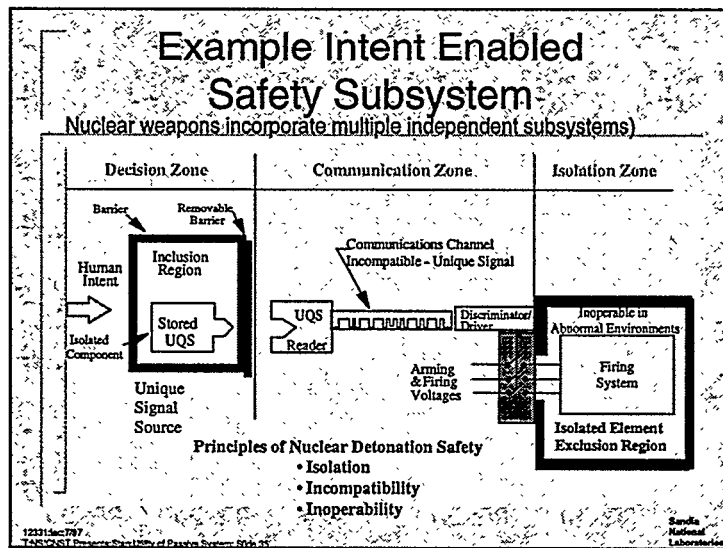 Example Intent Enabled
Safety Subsystem
Nuclear weapons incorporate multiple independent subsystems)
Decision Zone
Communication Zone
Isolation Zone
Barrier
Removable
Barrier
Inclusion
Region
Human
Intent
Stored
UQS
Isolated
Component
Unique
Signal
Source
Communications Channel
Incompatible - Unique Signal
UQS
Reader
Discriminator/
Driver
Arming
& Firing
Voltages
Inoperable in
Abnormal Environments
Firing
System
Isolated Element
Exclusion Region
Principles of Nuclear Detonation Safety
• Isolation
• Incompatibility
• Inoperability
of Passive System
Sandia
National
Laboratories